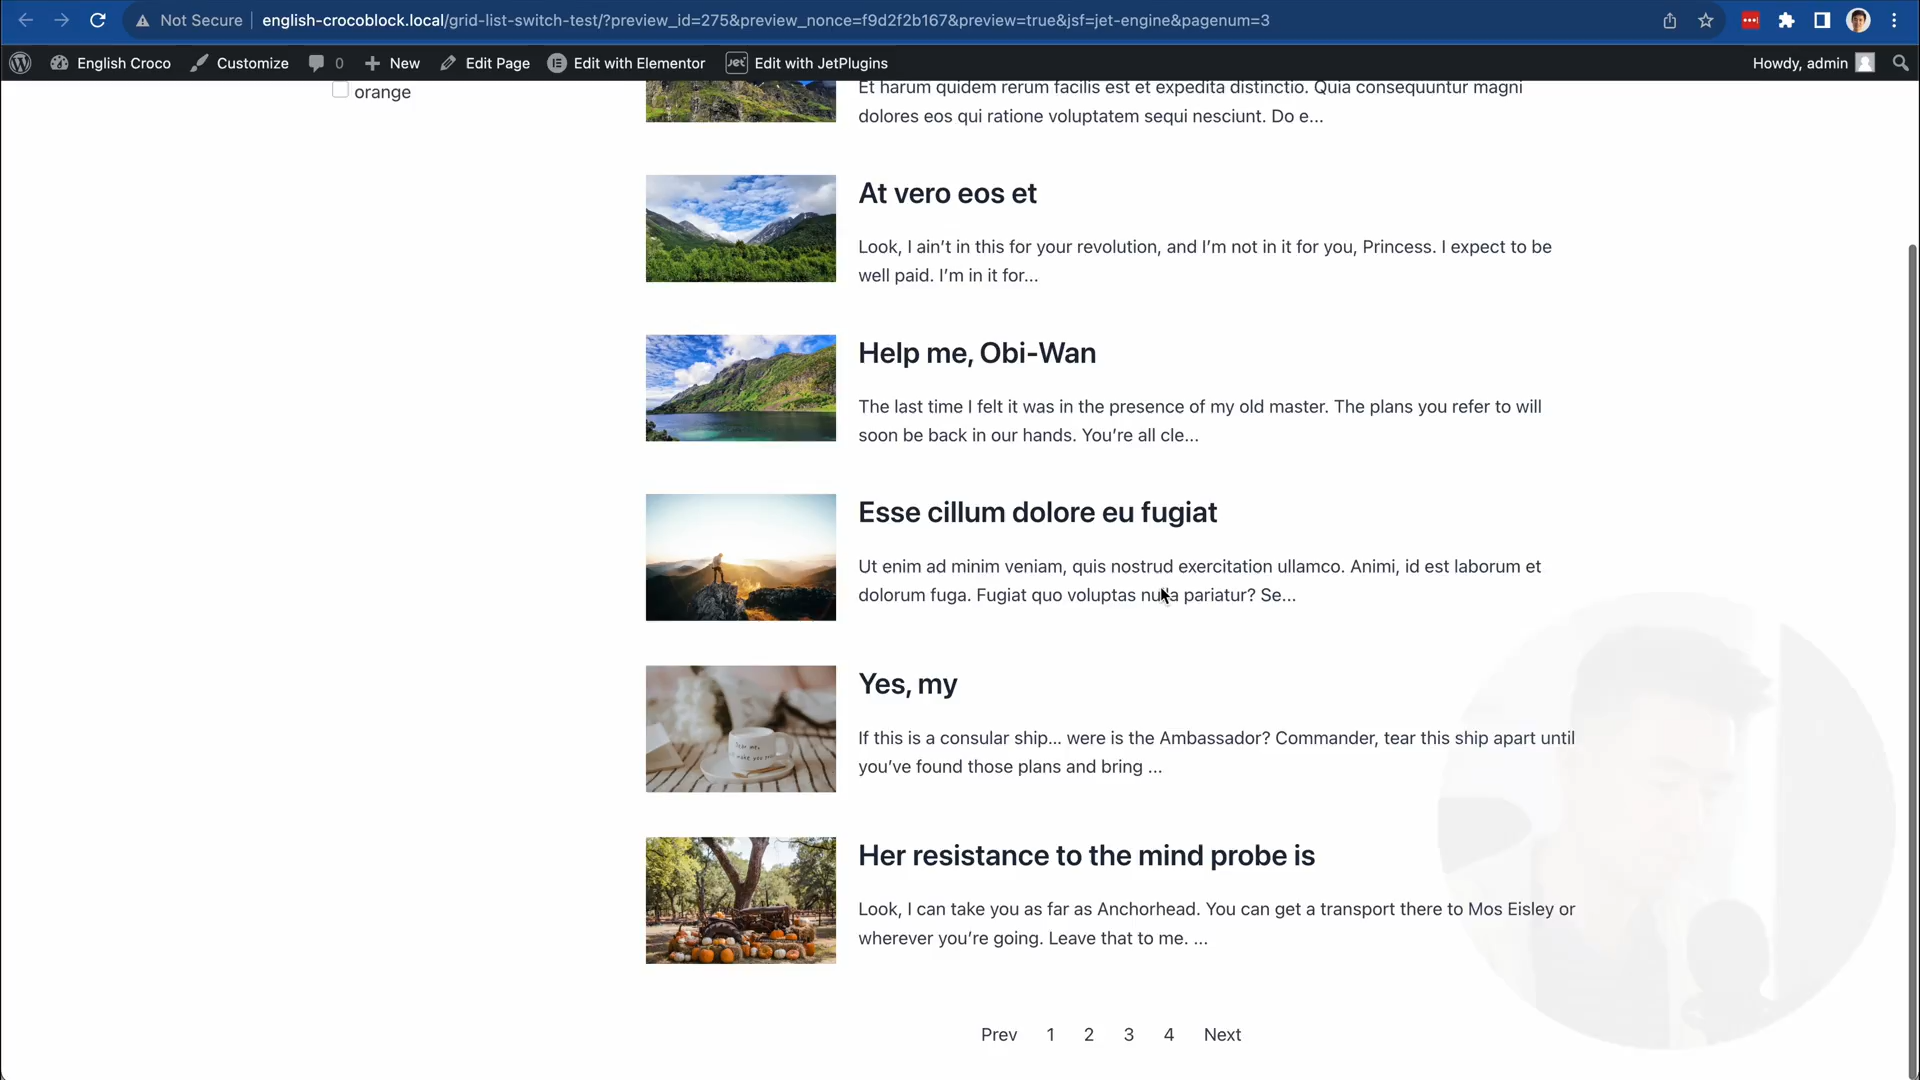 Not Secure english-crocoblock.local/grid-list-switch-test/?preview_id=275&preview_nonce=f9d2f2b167&preview=true&jsf=jet-engine&pagenum=3
English Croco Customize 0 New Edit Page Edit with Elementor Jet Edit with JetPlugins Howdy, admin
orange
Et harum quidem rerum facilis est et expedita distinctio. Quia consequuntur magni
dolores eos qui ratione voluptatem sequi nesciunt. Do e...
At vero eos et
Look, I ain’t in this for your revolution, and I’m not in it for you, Princess. I expect to be
well paid. I’m in it for...
Help me, Obi-Wan
The last time I felt it was in the presence of my old master. The plans you refer to will
soon be back in our hands. You’re all cle...
Esse cillum dolore eu fugiat
Ut enim ad minim veniam, quis nostrud exercitation ullamco. Animi, id est laborum et
dolorum fuga. Fugiat quo voluptas nulla pariatur? Se...
Yes, my
If this is a consular ship... were is the Ambassador? Commander, tear this ship apart until
you’ve found those plans and bring ...
Her resistance to the mind probe is
Look, I can take you as far as Anchorhead. You can get a transport there to Mos Eisley or
wherever you’re going. Leave that to me. ...
Prev 1 2 3 4 Next